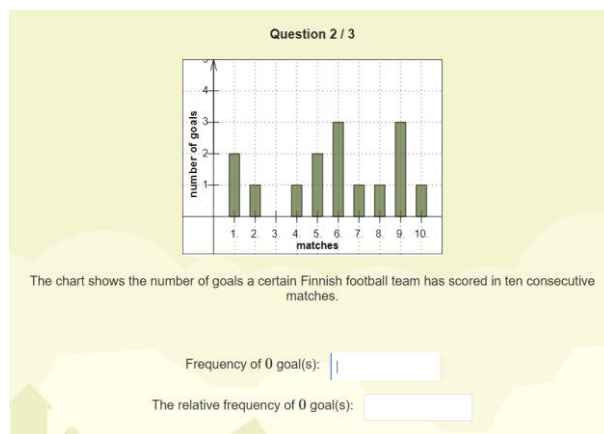 Question 2 / 3
5
4
3
2
1
number of goals
1. 2. 3. 4. 5. 6. 7. 8. 9. 10.
matches
The chart shows the number of goals a certain Finnish football team has scored in ten consecutive
matches.
Frequency of 0 goal(s):
The relative frequency of 0 goal(s):